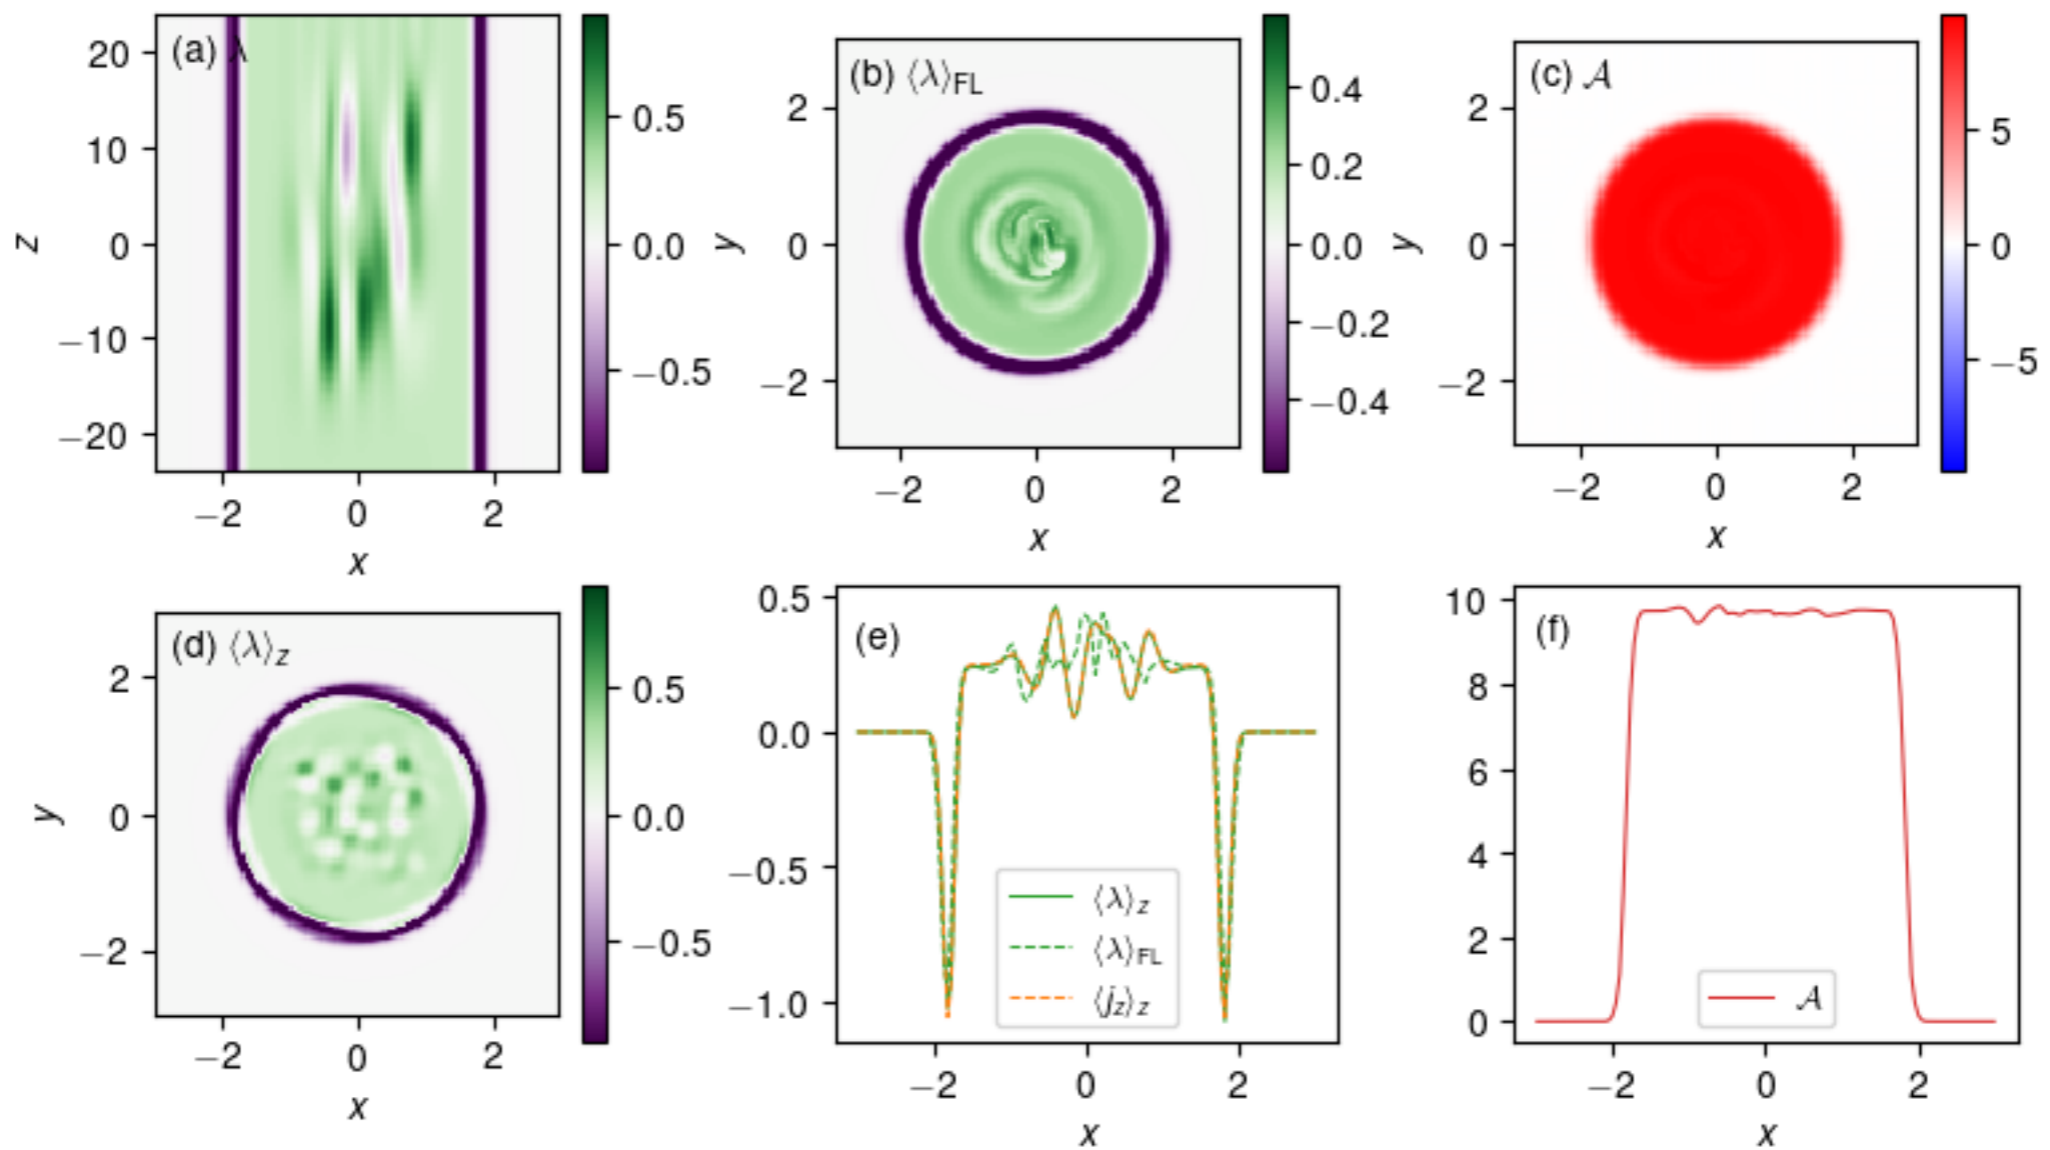 (a) λ
20
10
0
−10
−20
z
−2
0
2
x
0.5
0.0
−0.5
(b) ⟨λ⟩FL
2
0
−2
y
−2
0
2
x
0.4
0.2
0.0
−0.2
−0.4
(c) 𝒜
2
0
−2
y
−2
0
2
x
5
0
−5
(d) ⟨λ⟩z
2
0
−2
y
−2
0
2
x
0.5
0.0
−0.5
(e)
0.5
0.0
−0.5
−1.0
⟨λ⟩z
⟨λ⟩FL
⟨jz⟩z
−2
0
2
x
(f)
10
8
6
4
2
0
𝒜
−2
0
2
x